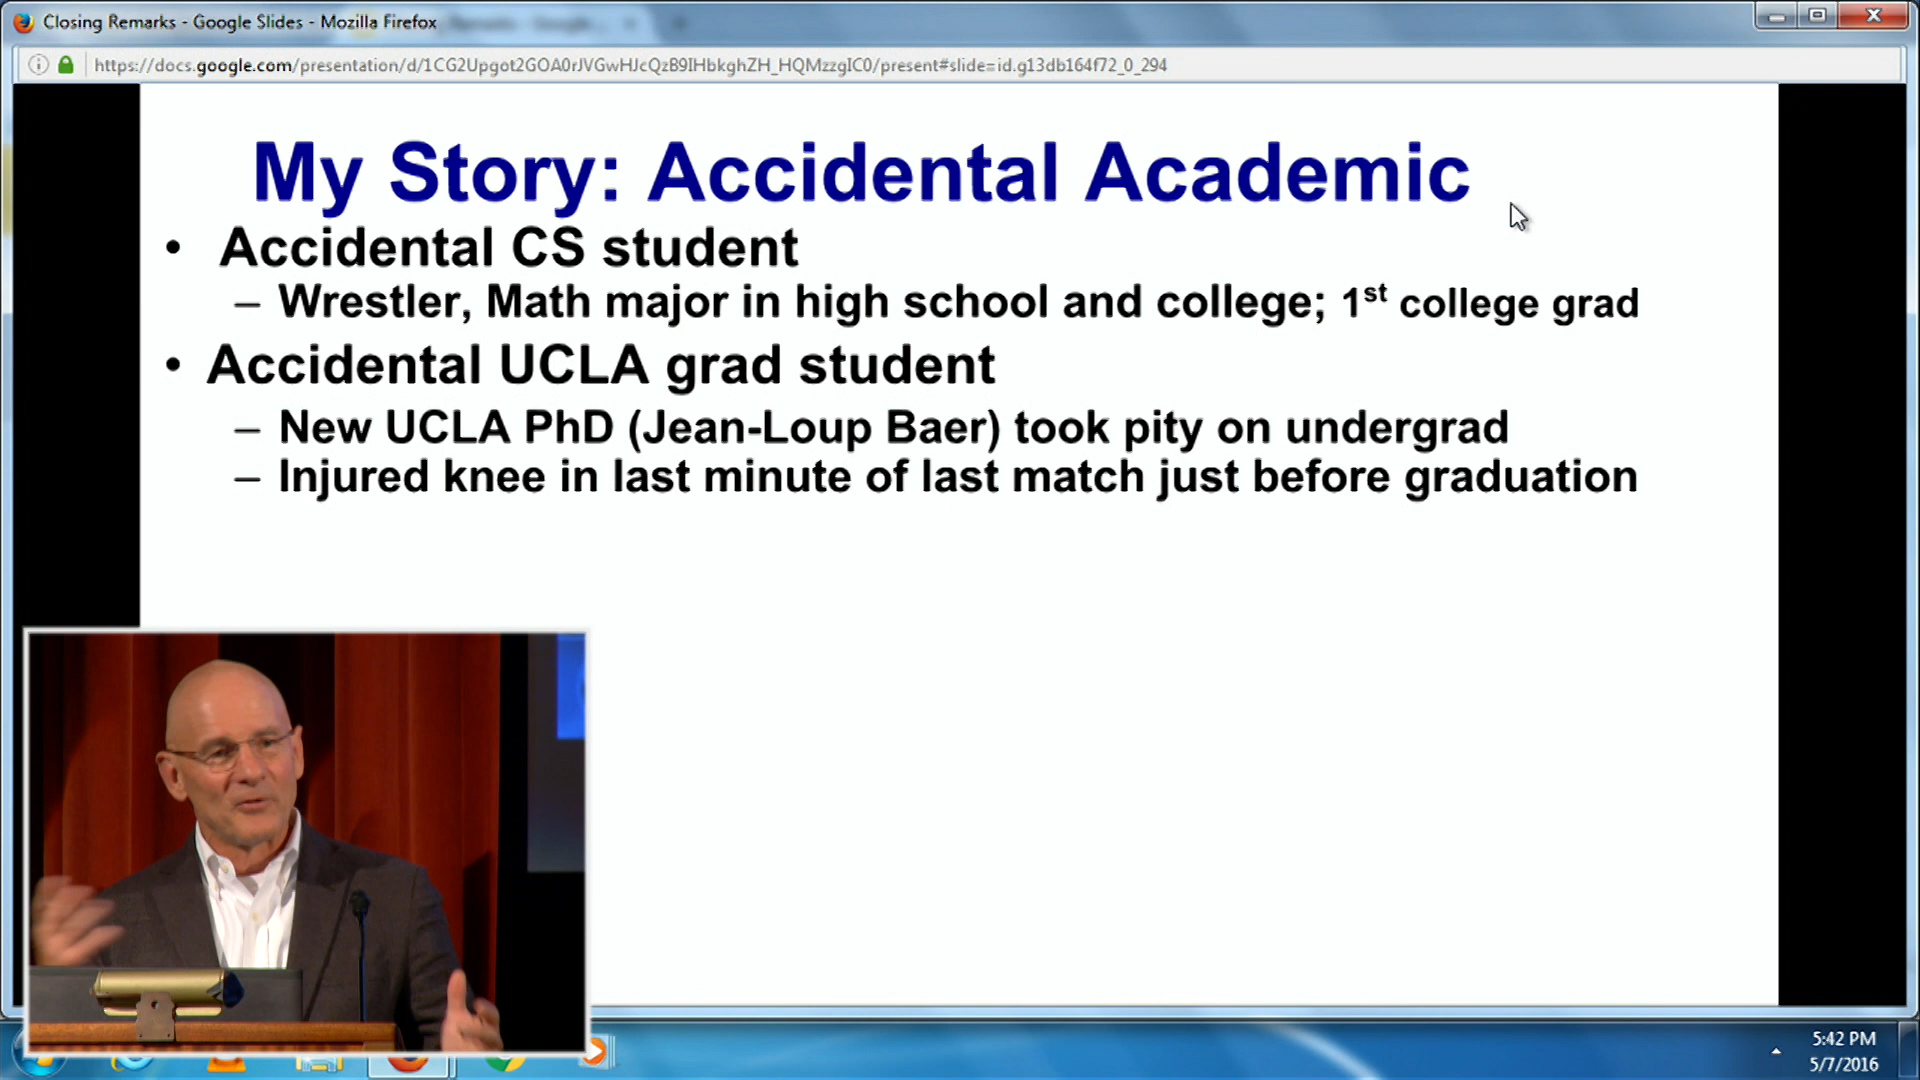 Closing Remarks - Google Slides - Mozilla Firefox
https://docs.google.com/presentation/d/1CG2Upgot2GOA0rJVGwHJcQzB9IHbkghZH_HQMzzgIC0/present#slide=id.g13db164f72_0_294
My Story: Accidental Academic
• Accidental CS student
– Wrestler, Math major in high school and college; 1st college grad
• Accidental UCLA grad student
– New UCLA PhD (Jean-Loup Baer) took pity on undergrad
– Injured knee in last minute of last match just before graduation
5:42 PM
5/7/2016